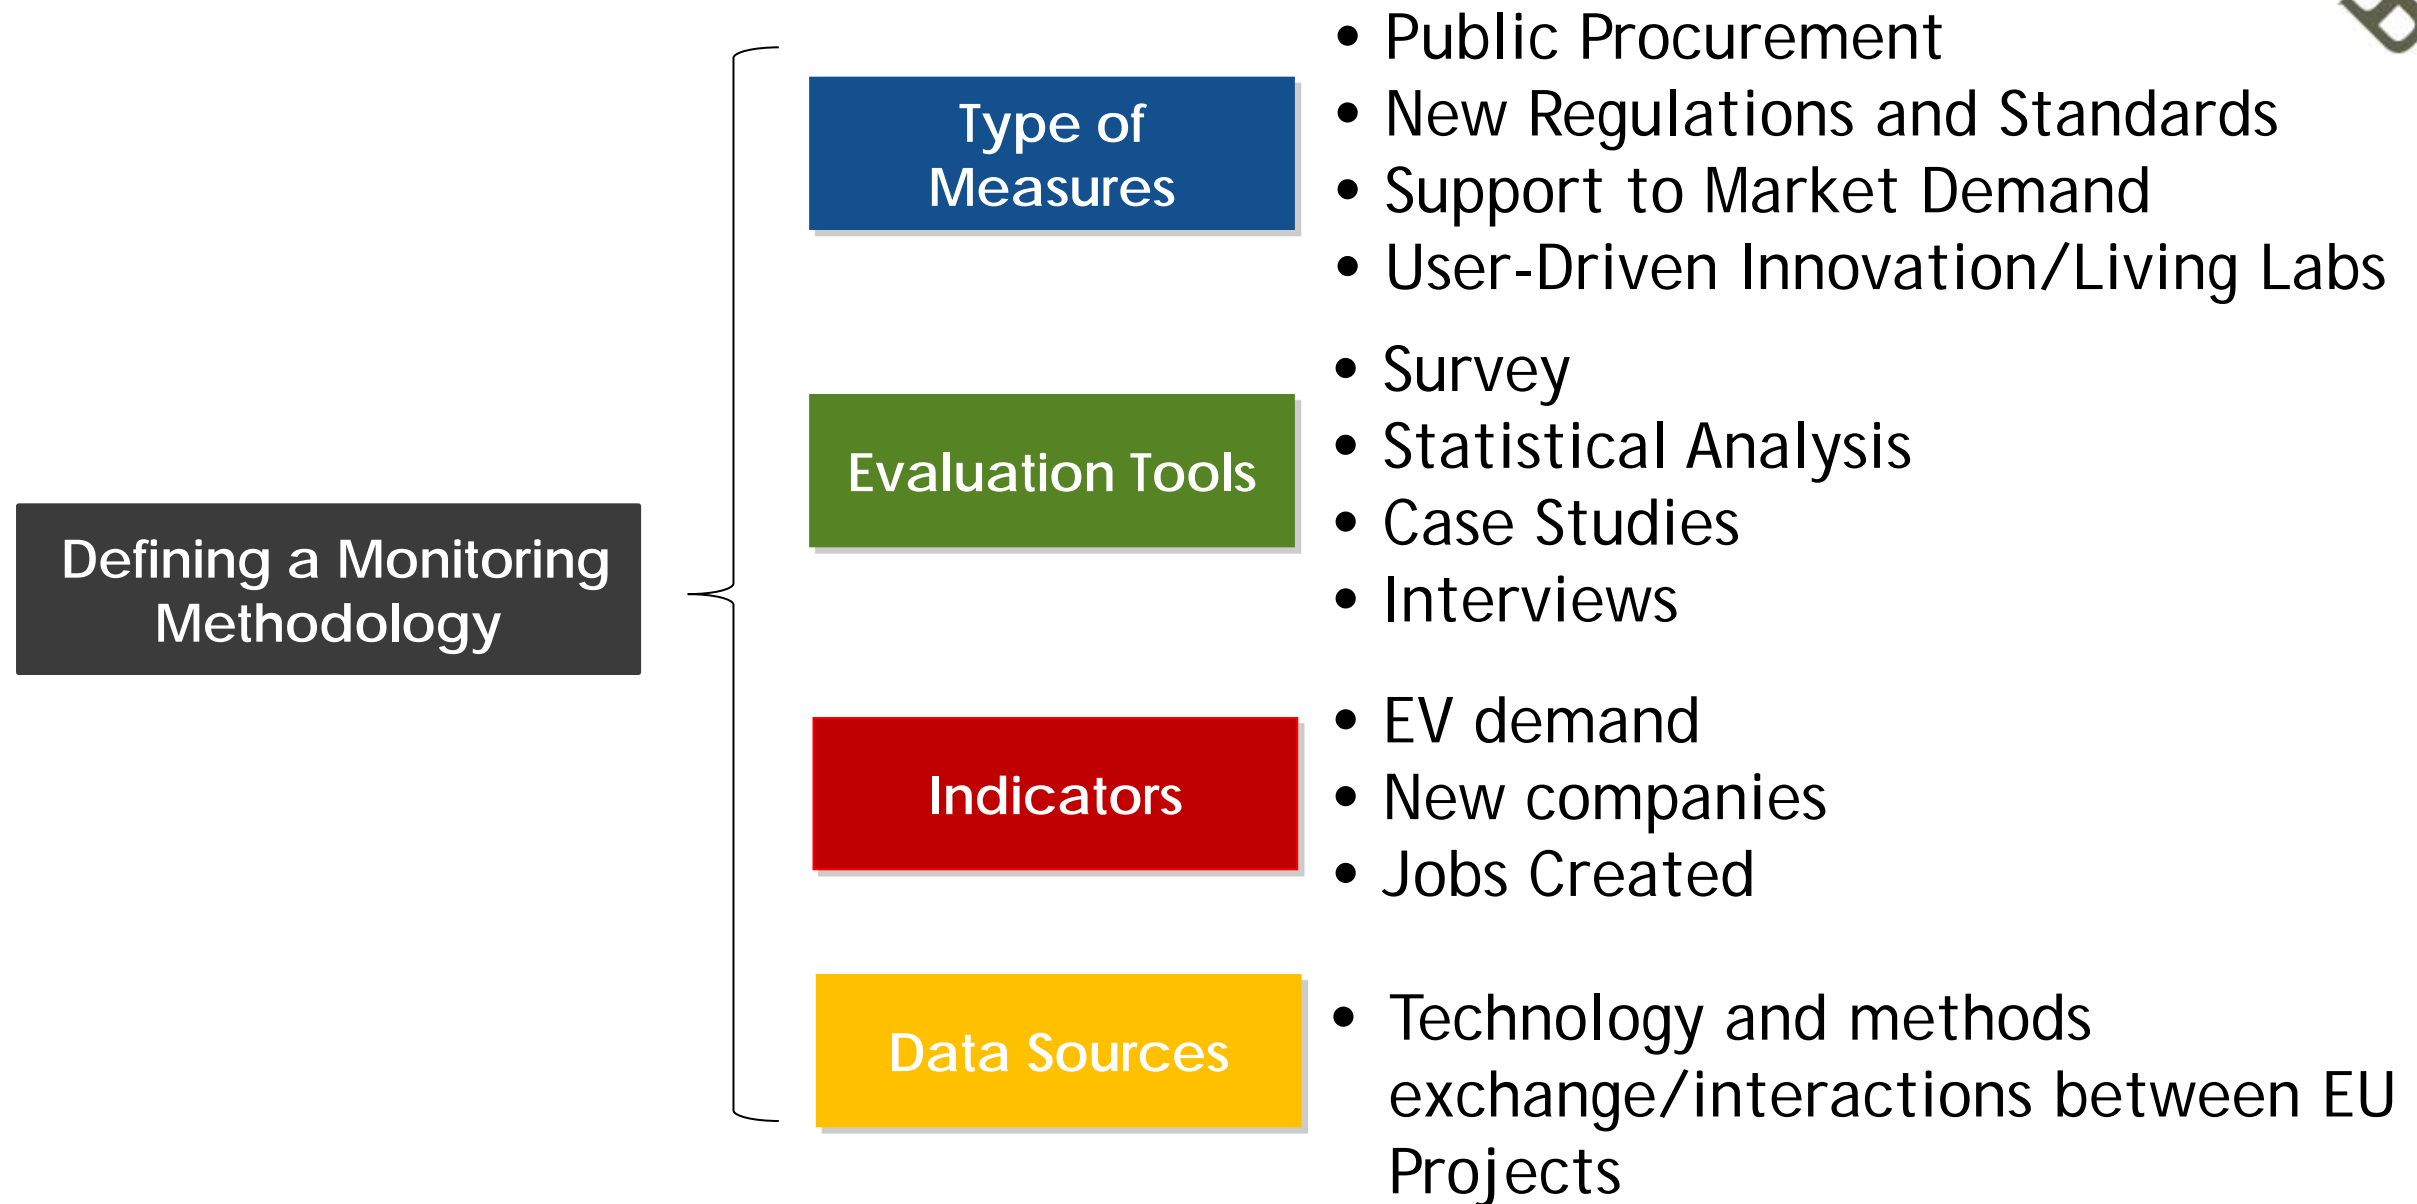 Defining a Monitoring
Methodology
Type of
Measures
• Public Procurement
• New Regulations and Standards
• Support to Market Demand
• User-Driven Innovation/Living Labs
Evaluation Tools
• Survey
• Statistical Analysis
• Case Studies
• Interviews
Indicators
• EV demand
• New companies
• Jobs Created
Data Sources
• Technology and methods
exchange/interactions between EU
Projects